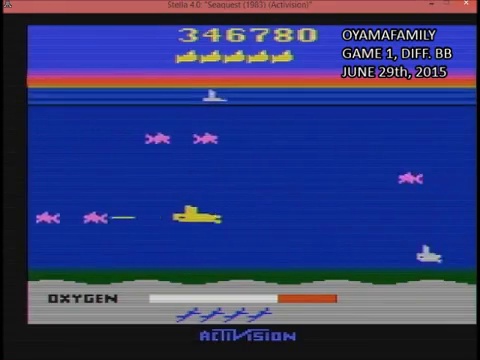 Stella 4.0: "Seaquest (1983) (Activision)"
346780
OYAMAFAMILY
GAME 1, DIFF. BB
JUNE 29th, 2015
OXYGEN
ACTIVISION